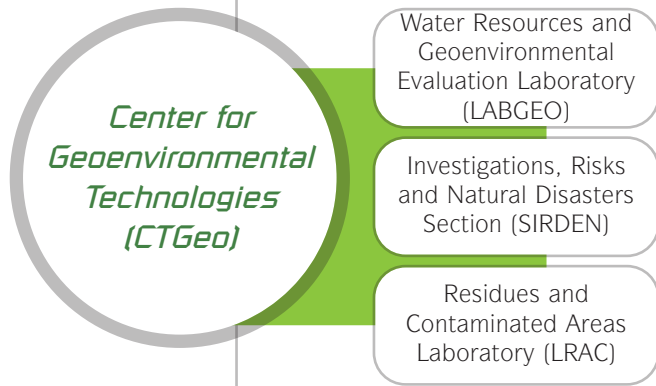 Center for
Geoenvironmental
Technologies
(CTGeo)
Water Resources and
Geoenvironmental
Evaluation Laboratory
(LABGEO)
Investigations, Risks
and Natural Disasters
Section (SIRDEN)
Residues and
Contaminated Areas
Laboratory (LRAC)